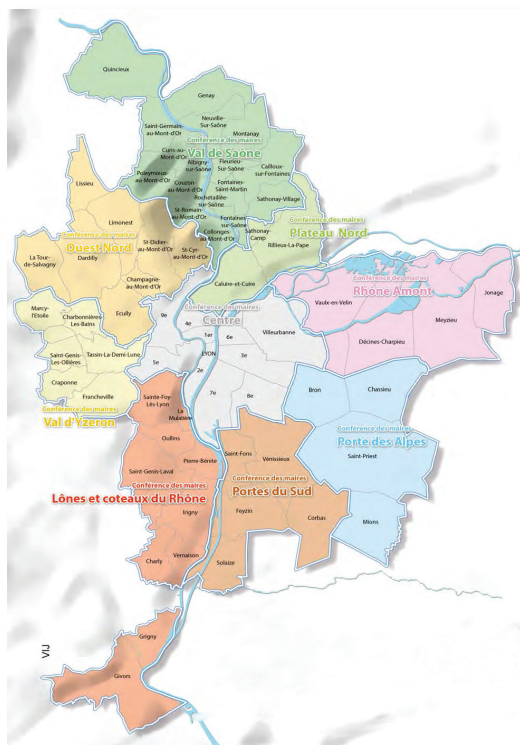 Quincieux
Genay
Neuville-
Sur-Saône
Montanay
Saint-Germain-
au-Mont-d'Or
Conférence des maires
Val de Saône
Curis-au-
Mont-d'Or
Albigny-
sur-Saône
Fleurieu-
Sur-Saône
Cailloux-
sur-Fontaines
Poleymieux-
au-Mont-d'Or
Couzon-
au-Mont-d'Or
Fontaines-
Saint-Martin
Rochetaillée-
sur-Saône
Sathonay-Village
St-Romain-
au-Mont-d'Or
Fontaines-
sur-Saône
Collonges-
au-Mont-d'Or
Sathonay-
Camp
Conférence des maires
Plateau Nord
Rillieux-La-Pape
Caluire-et-Cuire
Lissieu
Limonest
Conférence des maires
Ouest Nord
La Tour-
de-Salvagny
Dardilly
St-Didier-
au-Mont-d'Or
St-Cyr-
au-Mont-d'Or
Champagne-
au-Mont-d'Or
Ecully
Conférence des maires
Rhône Amont
Vaulx-en-Velin
Jonage
Meyzieu
Décines-Charpieu
Marcy-
l'Etoile
Charbonnières-
Les-Bains
Saint-Genis-
Les-Ollières
Tassin-La-Demi-Lune
Craponne
Francheville
Conférence des maires
Val d'Yzeron
Conférence des maires
Centre
9e
4e
1er
6e
Villeurbanne
LYON
5e
2e
3e
7e
8e
Bron
Chassieu
Conférence des maires
Porte des Alpes
Saint-Priest
Mions
Sainte-Foy-
Lès-Lyon
La
Mulatière
Oullins
Pierre-Bénite
Saint-Genis-Laval
Conférence des maires
Lônes et coteaux du Rhône
Irigny
Vernaison
Charly
Saint-Fons
Vénissieux
Conférence des maires
Portes du Sud
Feyzin
Corbas
Solaize
Grigny
Givors
VIJ